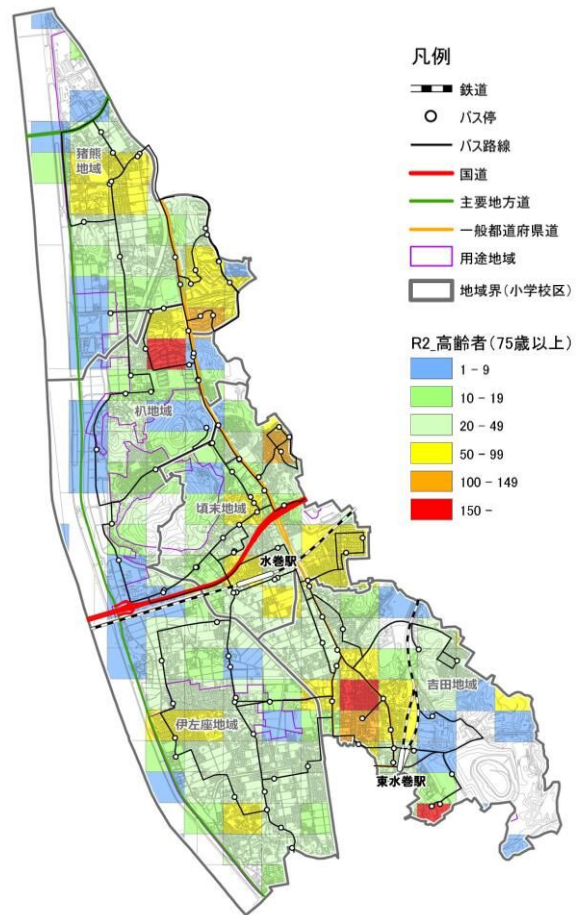 凡例
鉄道
バス停
バス路線
国道
主要地方道
一般都道府県道
用途地域
地域界(小学校区)
R2_高齢者(75歳以上)
1 - 9
10 - 19
20 - 49
50 - 99
100 - 149
150 -
猪熊
地域
朳地域
頃末地域
水巻駅
吉田地域
伊左座地域
東水巻駅